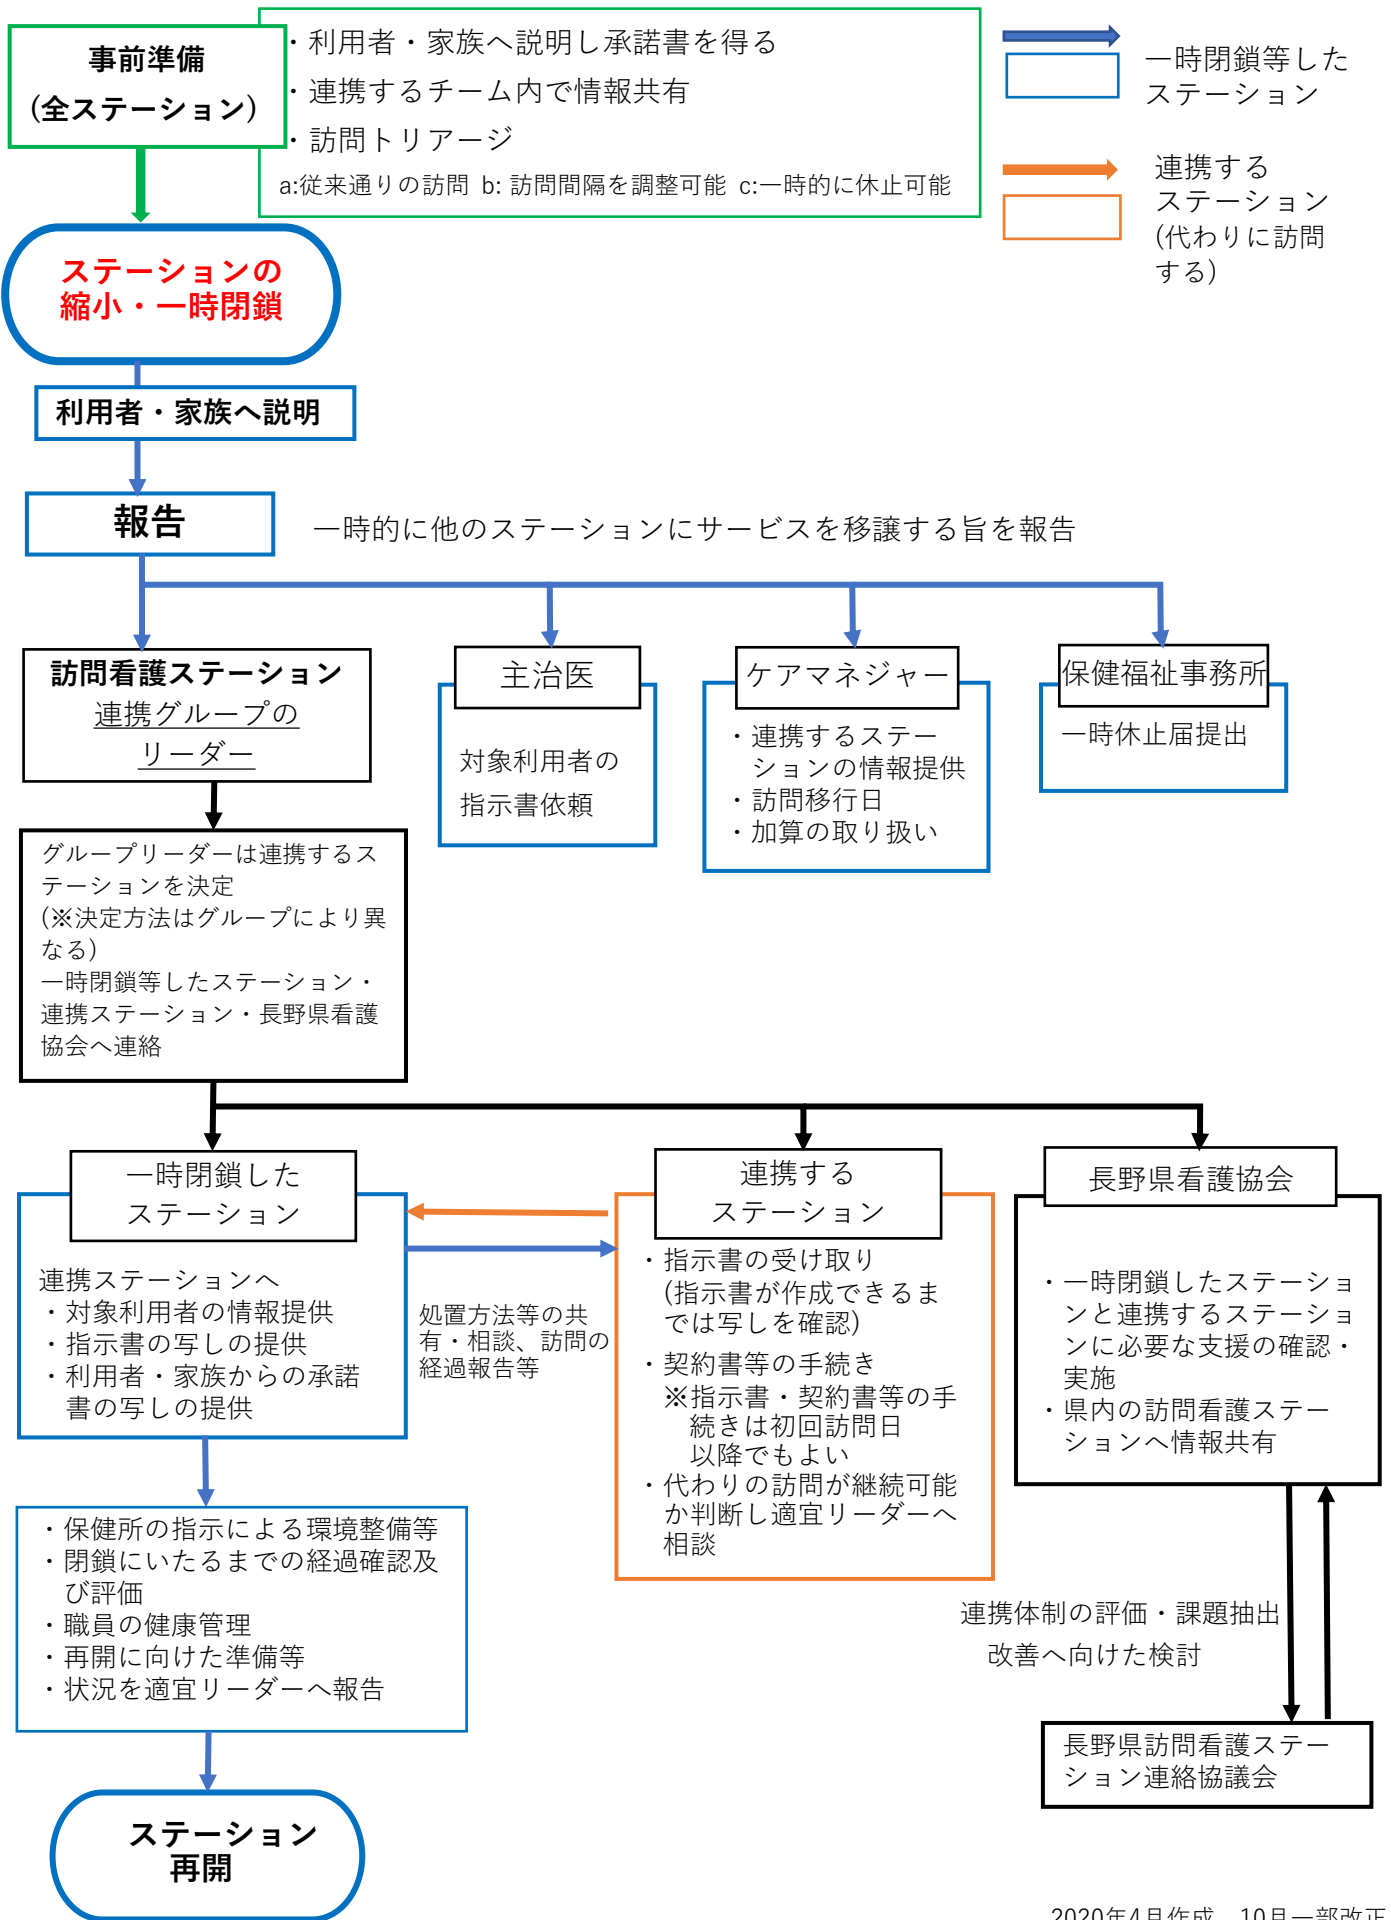 事前準備
(全ステーション)
・利用者・家族へ説明し承諾書を得る
・連携するチーム内で情報共有
・訪問トリアージ
a:従来通りの訪問 b: 訪問間隔を調整可能 c:一時的に休止可能
一時閉鎖等した
ステーション
連携する
ステーション
(代わりに訪問
する)
ステーションの
縮小・一時閉鎖
利用者・家族へ説明
報告
一時的に他のステーションにサービスを移譲する旨を報告
訪問看護ステーション
連携グループの
リーダー
主治医
対象利用者の
指示書依頼
ケアマネジャー
・連携するステー
ションの情報提供
・訪問移行日
・加算の取り扱い
保健福祉事務所
一時休止届提出
グループリーダーは連携するス
テーションを決定
(※決定方法はグループにより異
なる)
一時閉鎖等したステーション・
連携ステーション・長野県看護
協会へ連絡
一時閉鎖した
ステーション
連携ステーションへ
・対象利用者の情報提供
・指示書の写しの提供
・利用者・家族からの承諾
書の写しの提供
処置方法等の共
有・相談、訪問の
経過報告等
連携する
ステーション
・指示書の受け取り
(指示書が作成できるま
では写しを確認)
・契約書等の手続き
※指示書・契約書等の手
続きは初回訪問日
以降でもよい
・代わりの訪問が継続可能
か判断し適宜リーダーへ
相談
長野県看護協会
・一時閉鎖したステーショ
ンと連携するステーショ
ンに必要な支援の確認・
実施
・県内の訪問看護ステー
ションへ情報共有
・保健所の指示による環境整備等
・閉鎖にいたるまでの経過確認及
び評価
・職員の健康管理
・再開に向けた準備等
・状況を適宜リーダーへ報告
連携体制の評価・課題抽出
改善へ向けた検討
長野県訪問看護ステー
ション連絡協議会
ステーション
再開
2020年4月作成 10月一部改正